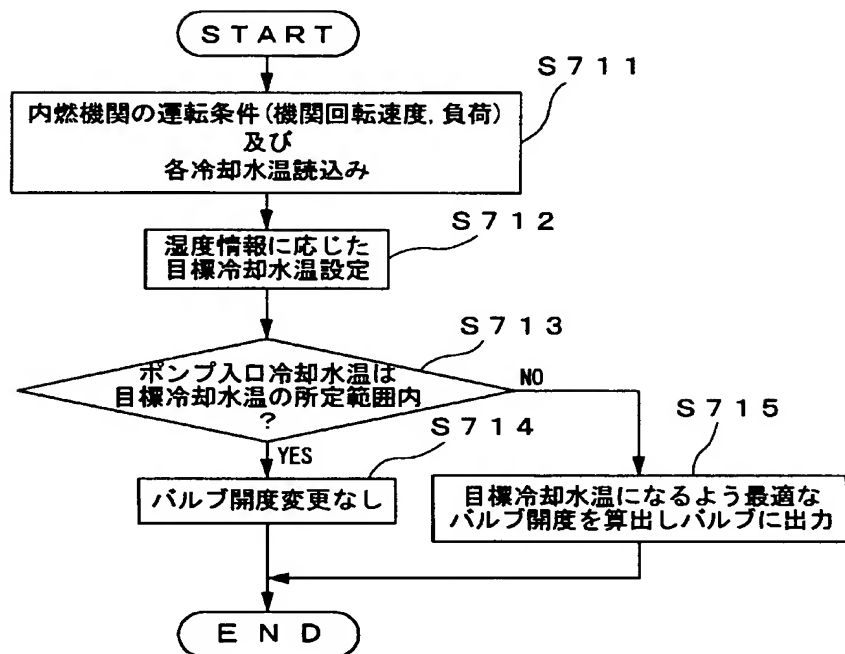 START
S711
内燃機関の運転条件(機関回転速度,負荷)
及び
各冷却水温読込み
S712
湿度情報に応じた
目標冷却水温設定
S713
ポンプ入口冷却水温は
目標冷却水温の所定範囲内
?
NO
YES
S714
バルブ開度変更なし
S715
目標冷却水温になるよう最適な
バルブ開度を算出しバルブに出力
END